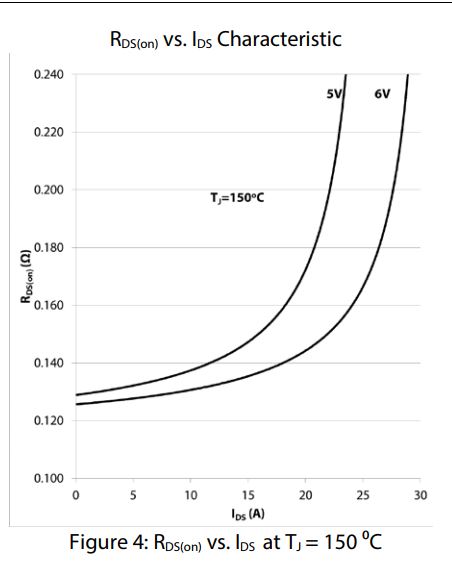 RDS(on) vs. IDS Characteristic
0.240
5V 6V
0.220
0.200
TJ=150°C
0.180
RDS(on) (Ω)
0.160
0.140
0.120
0.100
0 5 10 15 20 25 30
IDS (A)
Figure 4: RDS(on) vs. IDS at TJ = 150 ⁰C